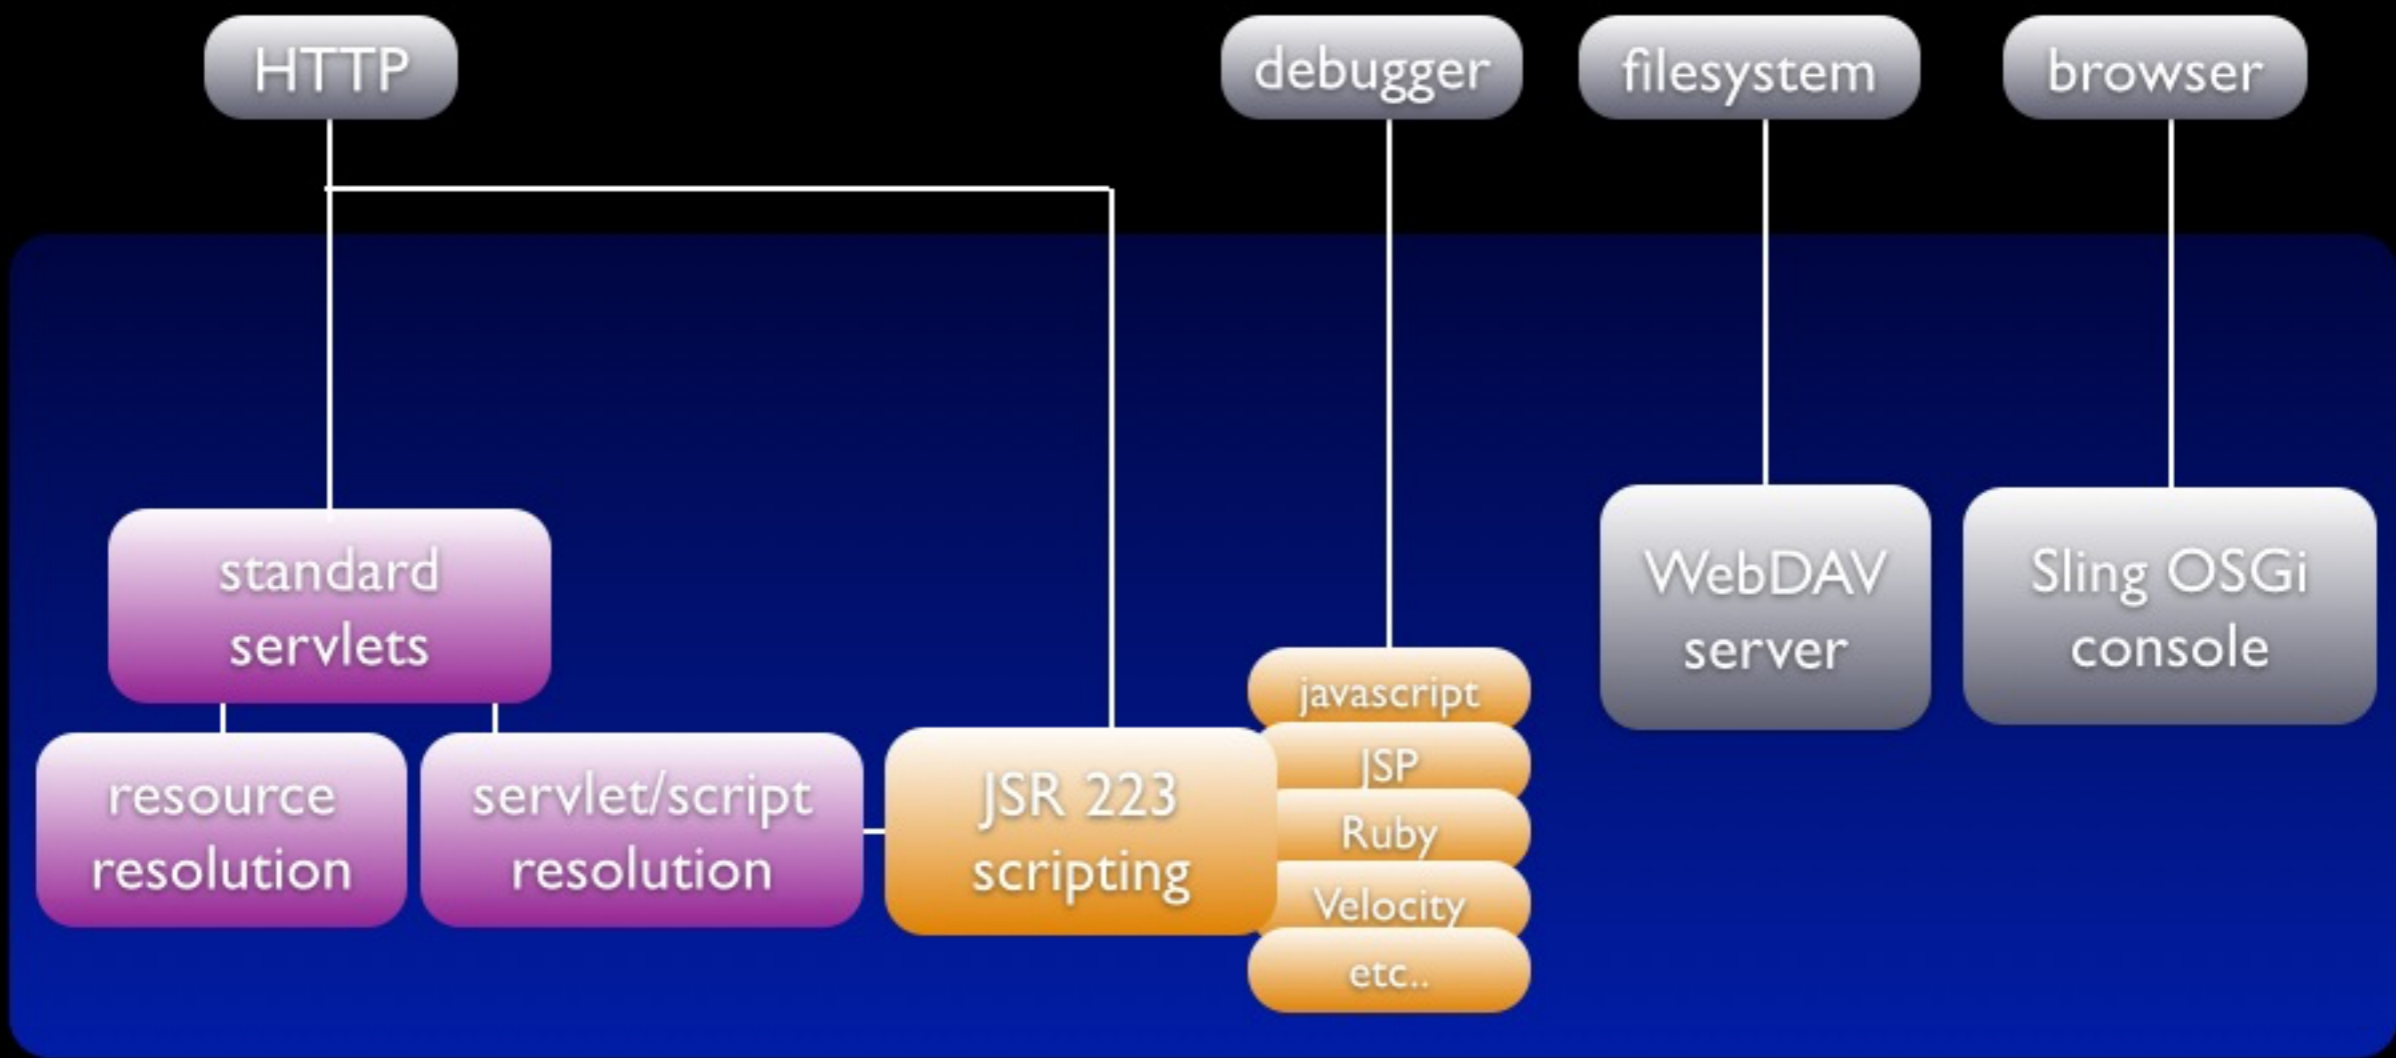 HTTP
debugger
filesystem
browser
standard
servlets
WebDAV
server
Sling OSGi
console
resource
resolution
servlet/script
resolution
JSR 223
scripting
javascript
JSP
Ruby
Velocity
etc..